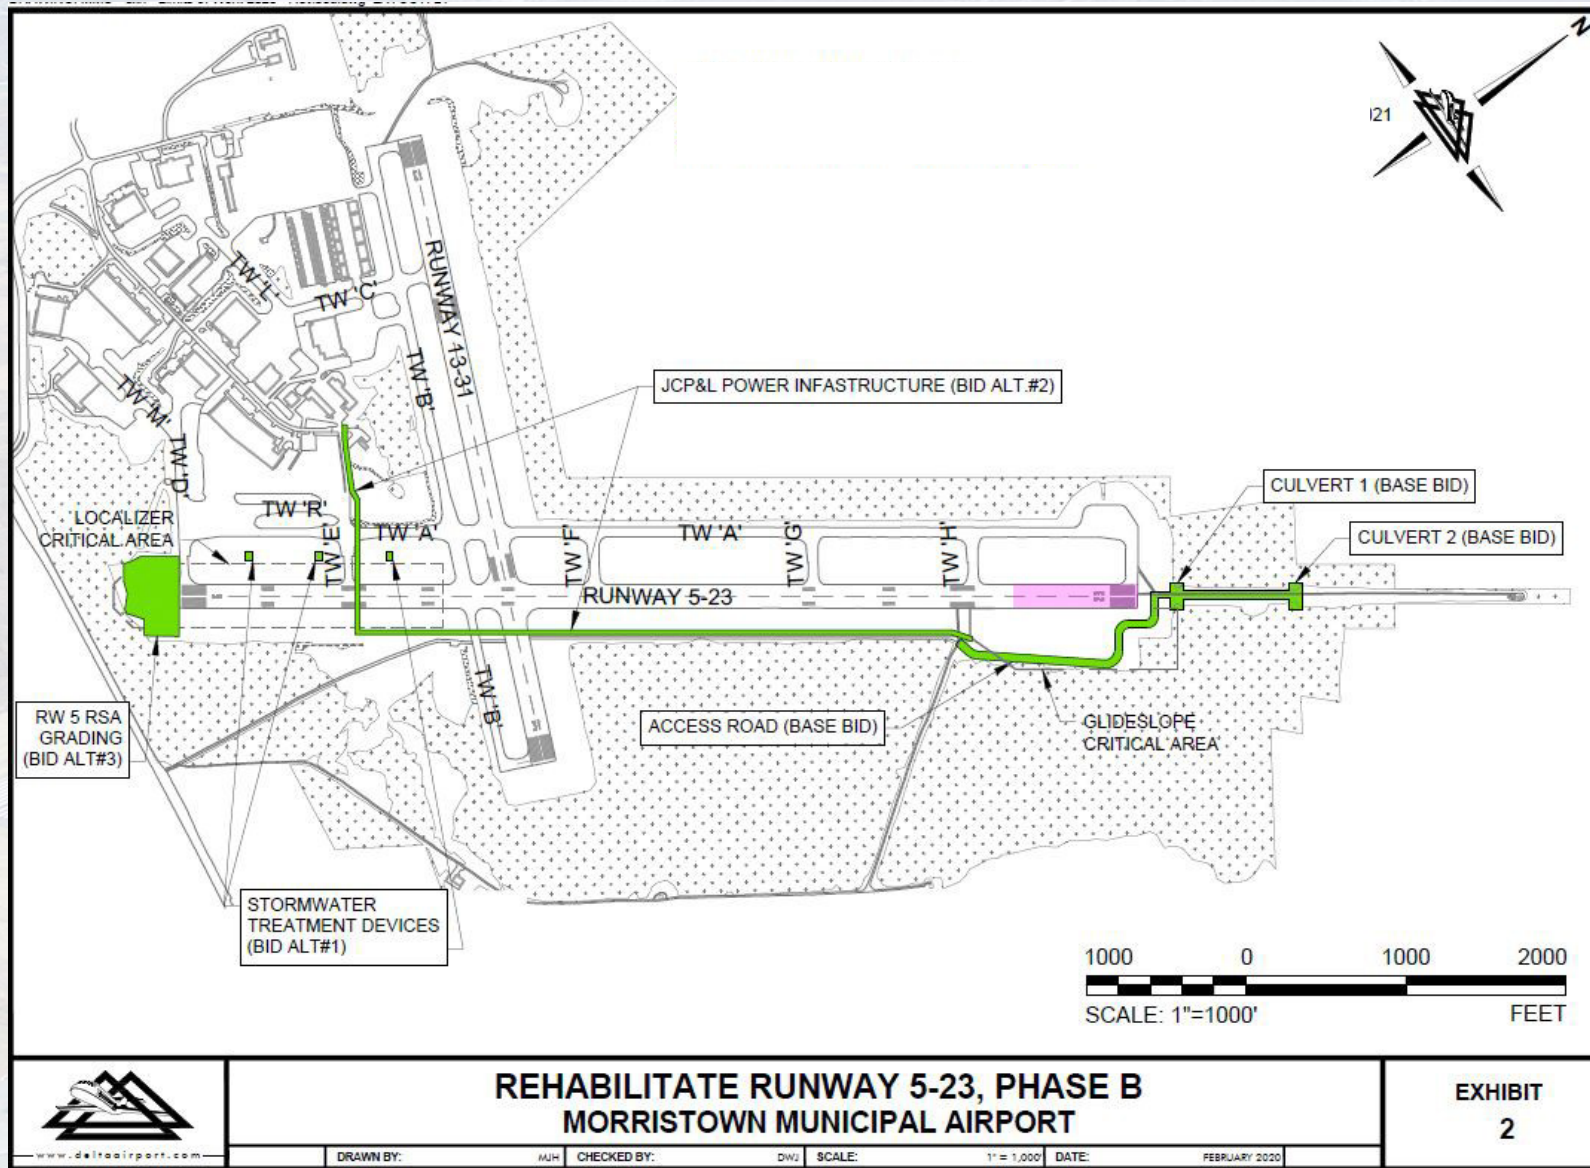 N
021
RUNWAY 13-31
TW 'L'
TW 'C'
TW 'B'
TW 'M'
TW 'D'
JCP&L POWER INFASTRUCTURE (BID ALT.#2)
CULVERT 1 (BASE BID)
CULVERT 2 (BASE BID)
LOCALIZER
CRITICAL AREA
TW 'R'
TW 'E'
TW 'A'
TW 'F'
TW 'A'
TW 'G'
TW 'H'
RUNWAY 5-23
23
TW 'B'
RW 5 RSA
GRADING
(BID ALT#3)
ACCESS ROAD (BASE BID)
GLIDESLOPE
CRITICAL AREA
STORMWATER
TREATMENT DEVICES
(BID ALT#1)
1000 0 1000 2000
SCALE: 1"=1000' FEET
REHABILITATE RUNWAY 5-23, PHASE B
MORRISTOWN MUNICIPAL AIRPORT
EXHIBIT
2
www.deltaairport.com
DRAWN BY: MJH CHECKED BY: DWJ SCALE: 1" = 1,000' DATE: FEBRUARY 2020